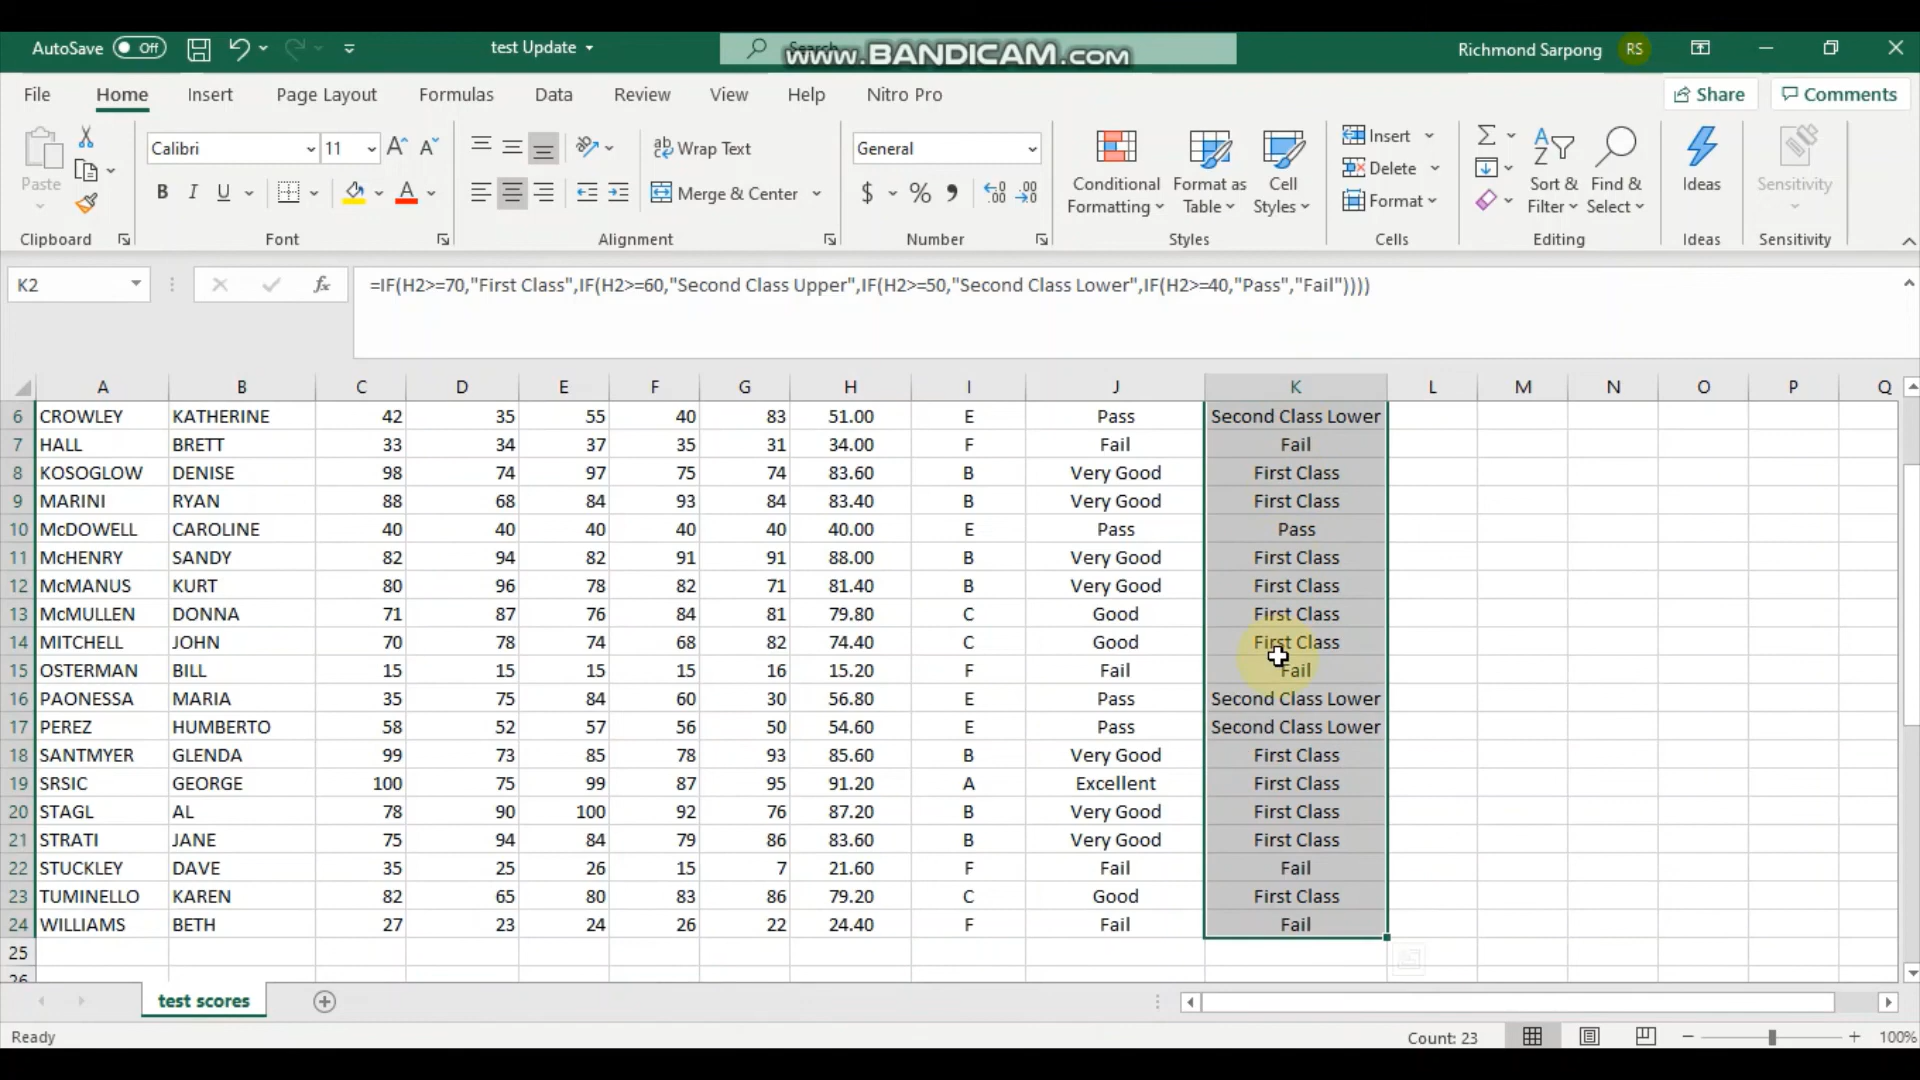 AutoSave Off test Update Search www.BANDICAM.com Richmond Sarpong RS
File Home Insert Page Layout Formulas Data Review View Help Nitro Pro Share Comments
Paste Calibri 11 Wrap Text General Conditional Formatting Format as Table Cell Styles Insert Σ Sort & Filter Find & Select Ideas Sensitivity
B I U A Merge & Center $ % , Delete
Format
Clipboard Font Alignment Number Styles Cells Editing Ideas Sensitivity
K2 fx =IF(H2>=70,"First Class",IF(H2>=60,"Second Class Upper",IF(H2>=50,"Second Class Lower",IF(H2>=40,"Pass","Fail"))))
A B C D E F G H I J K L M N O P Q
6 CROWLEY KATHERINE 42 35 55 40 83 51.00 E Pass Second Class Lower
7 HALL BRETT 33 34 37 35 31 34.00 F Fail Fail
8 KOSOGLOW DENISE 98 74 97 75 74 83.60 B Very Good First Class
9 MARINI RYAN 88 68 84 93 84 83.40 B Very Good First Class
10 McDOWELL CAROLINE 40 40 40 40 40 40.00 E Pass Pass
11 McHENRY SANDY 82 94 82 91 91 88.00 B Very Good First Class
12 McMANUS KURT 80 96 78 82 71 81.40 B Very Good First Class
13 McMULLEN DONNA 71 87 76 84 81 79.80 C Good First Class
14 MITCHELL JOHN 70 78 74 68 82 74.40 C Good First Class
15 OSTERMAN BILL 15 15 15 15 16 15.20 F Fail Fail
16 PAONESSA MARIA 35 75 84 60 30 56.80 E Pass Second Class Lower
17 PEREZ HUMBERTO 58 52 57 56 50 54.60 E Pass Second Class Lower
18 SANTMYER GLENDA 99 73 85 78 93 85.60 B Very Good First Class
19 SRSIC GEORGE 100 75 99 87 95 91.20 A Excellent First Class
20 STAGL AL 78 90 100 92 76 87.20 B Very Good First Class
21 STRATI JANE 75 94 84 79 86 83.60 B Very Good First Class
22 STUCKLEY DAVE 35 25 26 15 7 21.60 F Fail Fail
23 TUMINELLO KAREN 82 65 80 83 86 79.20 C Good First Class
24 WILLIAMS BETH 27 23 24 26 22 24.40 F Fail Fail
25
26
test scores
Ready Count: 23 100%